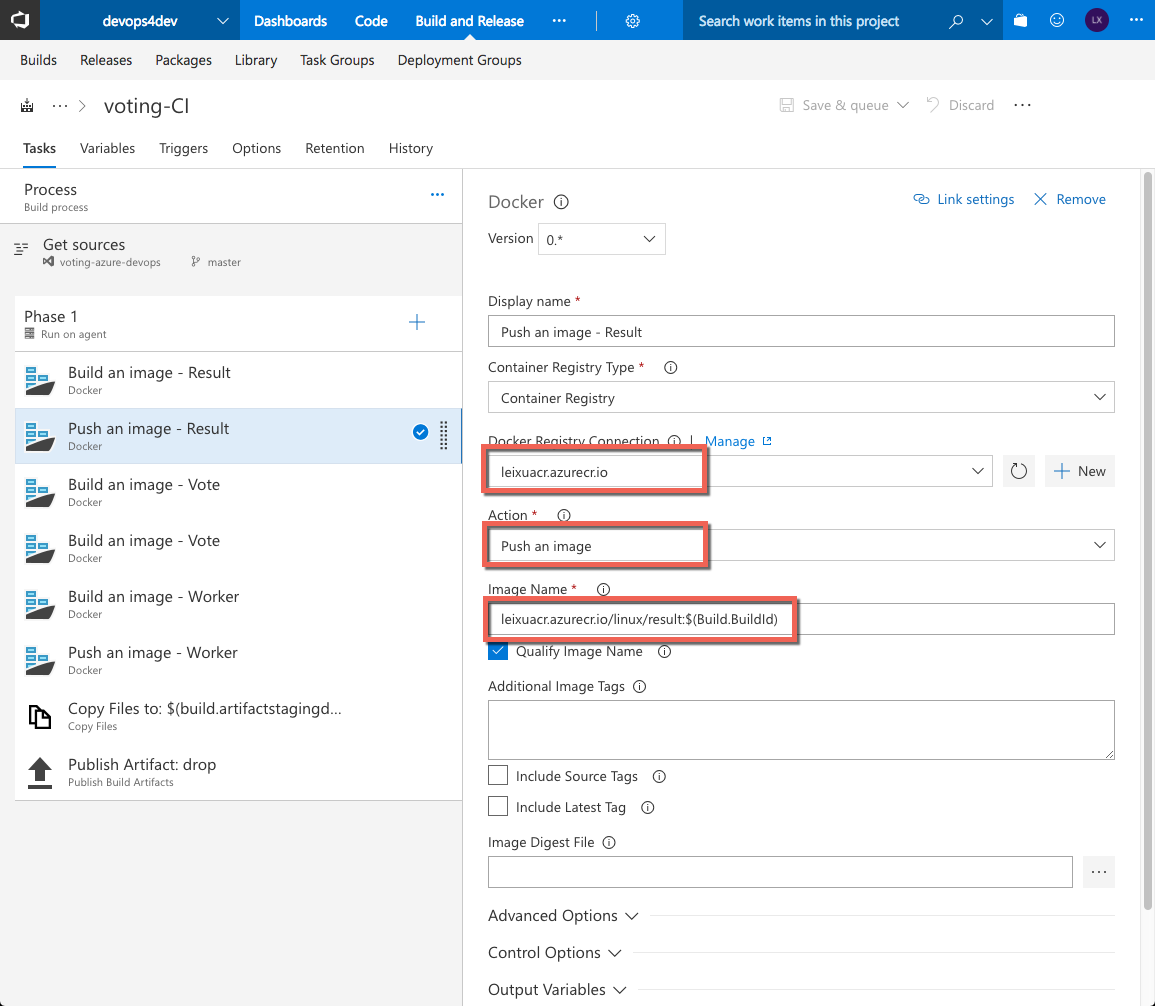 devops4dev
Dashboards
Code
Build and Release
...
Search work items in this project
LX
...
Builds
Releases
Packages
Library
Task Groups
Deployment Groups
...
voting-CI
Save & queue
Discard
...
Tasks
Variables
Triggers
Options
Retention
History
Process
Build process
...
Get sources
voting-azure-devops
master
Phase 1
Run on agent
Build an image - Result
Docker
Push an image - Result
Docker
Build an image - Vote
Docker
Build an image - Vote
Docker
Build an image - Worker
Docker
Push an image - Worker
Docker
Copy Files to: $(build.artifactstagingd...
Copy Files
Publish Artifact: drop
Publish Build Artifacts
Docker
Link settings
Remove
Version
0.*
Display name *
Push an image - Result
Container Registry Type *
Container Registry
Docker Registry Connection
|
Manage
leixuacr.azurecr.io
New
Action *
Push an image
Image Name *
leixuacr.azurecr.io/linux/result:$(Build.BuildId)
Qualify Image Name
Additional Image Tags
Include Source Tags
Include Latest Tag
Image Digest File
...
Advanced Options
Control Options
Output Variables